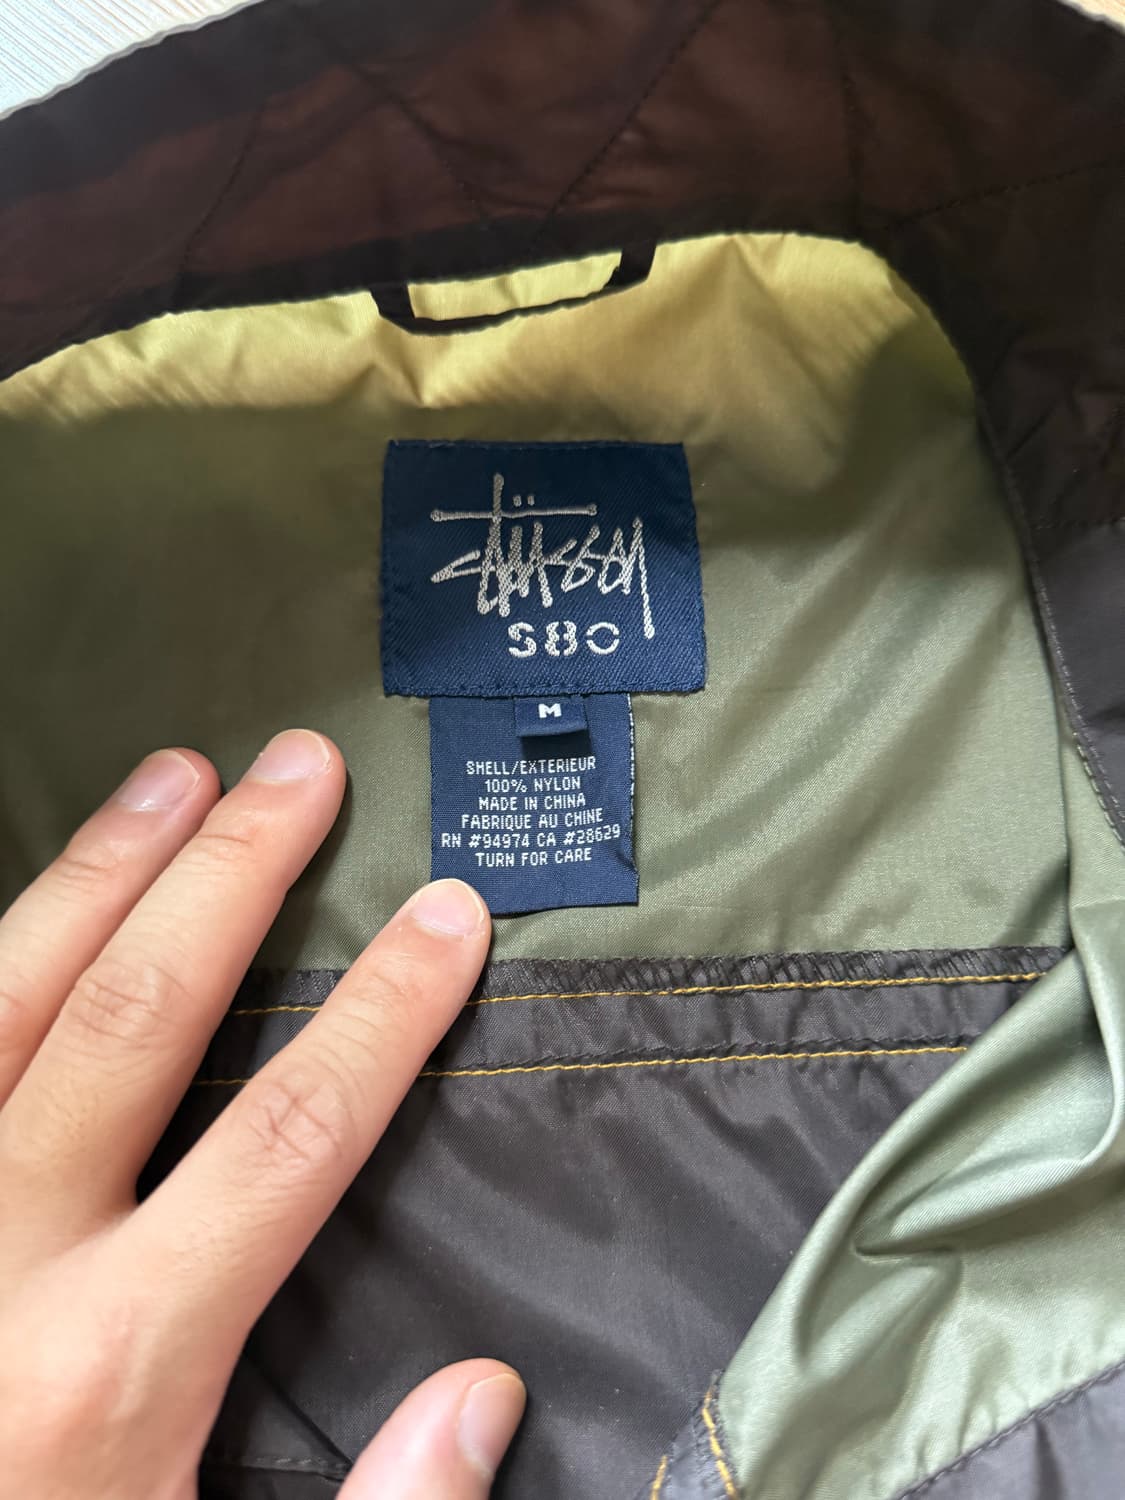 Stüssy
S80
M
SHELL/EXTERIEUR
100% NYLON
MADE IN CHINA
FABRIQUE AU CHINE
RN #94974 CA #28629
TURN FOR CARE